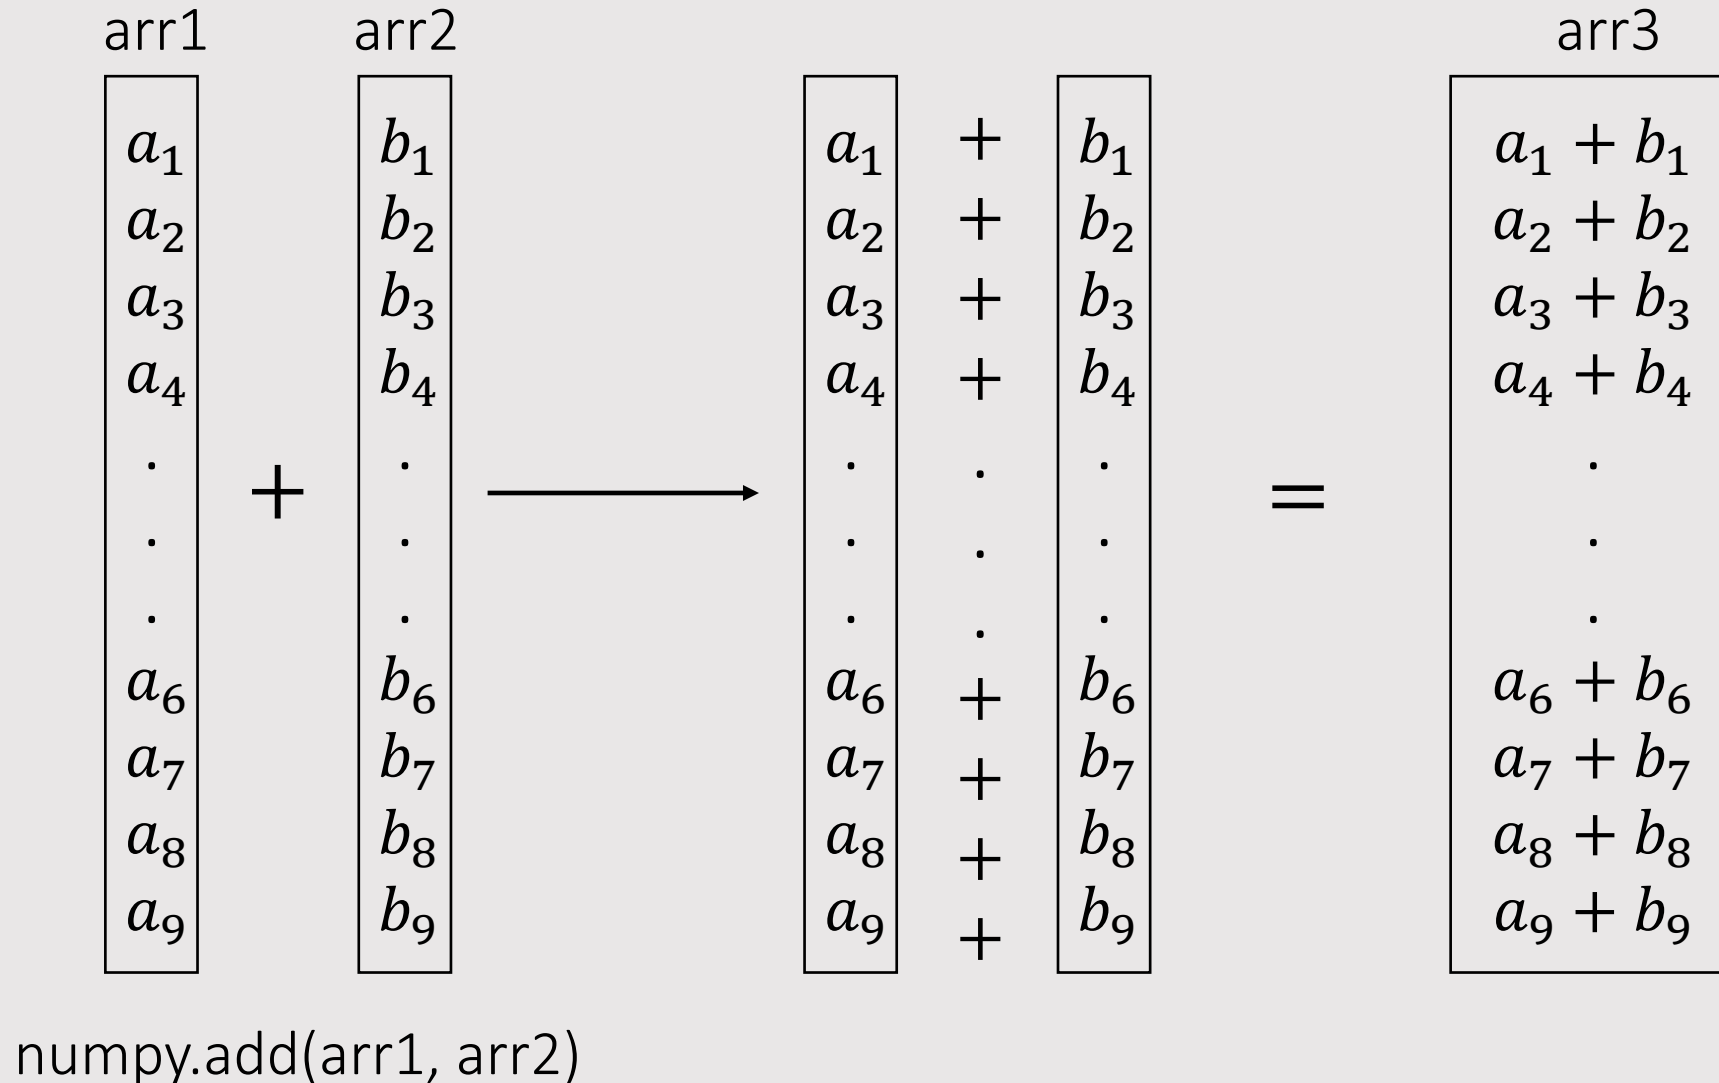 arr1 arr2 arr3
a₁ b₁ a₁ + b₁ a₁ + b₁
a₂ b₂ a₂ + b₂ a₂ + b₂
a₃ b₃ a₃ + b₃ a₃ + b₃
a₄ b₄ a₄ + b₄ a₄ + b₄
. . . . . .
. + . . . . = .
. . . . . .
a₆ b₆ a₆ + b₆ a₆ + b₆
a₇ b₇ a₇ + b₇ a₇ + b₇
a₈ b₈ a₈ + b₈ a₈ + b₈
a₉ b₉ a₉ + b₉ a₉ + b₉
numpy.add(arr1, arr2)